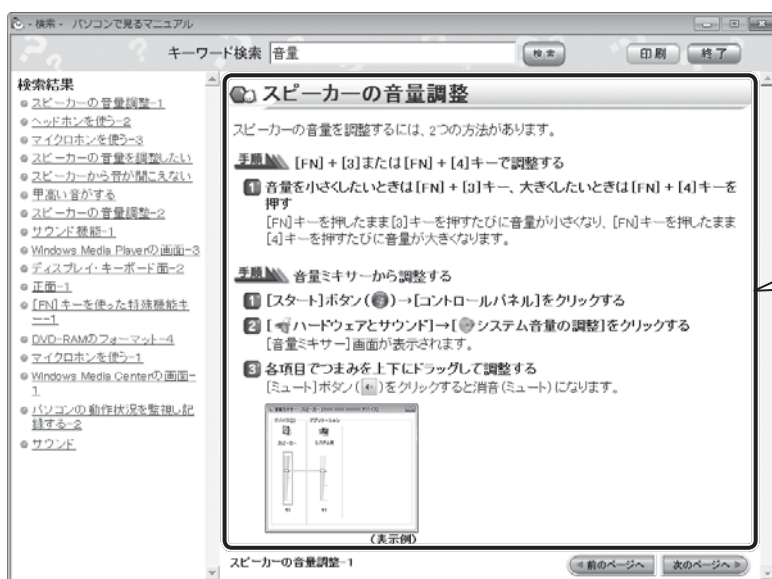 - 検索 - パソコンで見るマニュアル
キーワード検索 音量 検索 印刷 終了
検索結果
スピーカーの音量調整-1
ヘッドホンを使う-2
マイクロホンを使う-3
スピーカーの音量を調整したい
スピーカーから音が聞こえない
甲高い音がする
スピーカーの音量調整-2
サウンド機能-1
Windows Media Playerの画面-3
ディスプレイ・キーボード面-2
正面-1
[FN]キーを使った特殊機能キ
ー-1
DVD-RAMのフォーマット-4
マイクロホンを使う-1
Windows Media Centerの画面-
1
パソコンの動作状況を監視し記
録する-2
サウンド
スピーカーの音量調整
スピーカーの音量を調整するには、2つの方法があります。
手順 [FN] + [3]または[FN] + [4]キーで調整する
1 音量を小さくしたいときは[FN] + [3]キー、大きくしたいときは[FN] + [4]キーを
押す
[FN]キーを押したまま[3]キーを押すたびに音量が小さくなり、[FN]キーを押したまま
[4]キーを押すたびに音量が大きくなります。
手順 音量ミキサーから調整する
1 [スタート]ボタン( )→[コントロールパネル]をクリックする
2 [ ハードウェアとサウンド]→[ システム音量の調整]をクリックする
[音量ミキサー]画面が表示されます。
3 各項目でつまみを上下にドラッグして調整する
[ミュート]ボタン( )をクリックすると消音(ミュート)になります。
(表示例)
スピーカーの音量調整-1
前のページへ 次のページへ